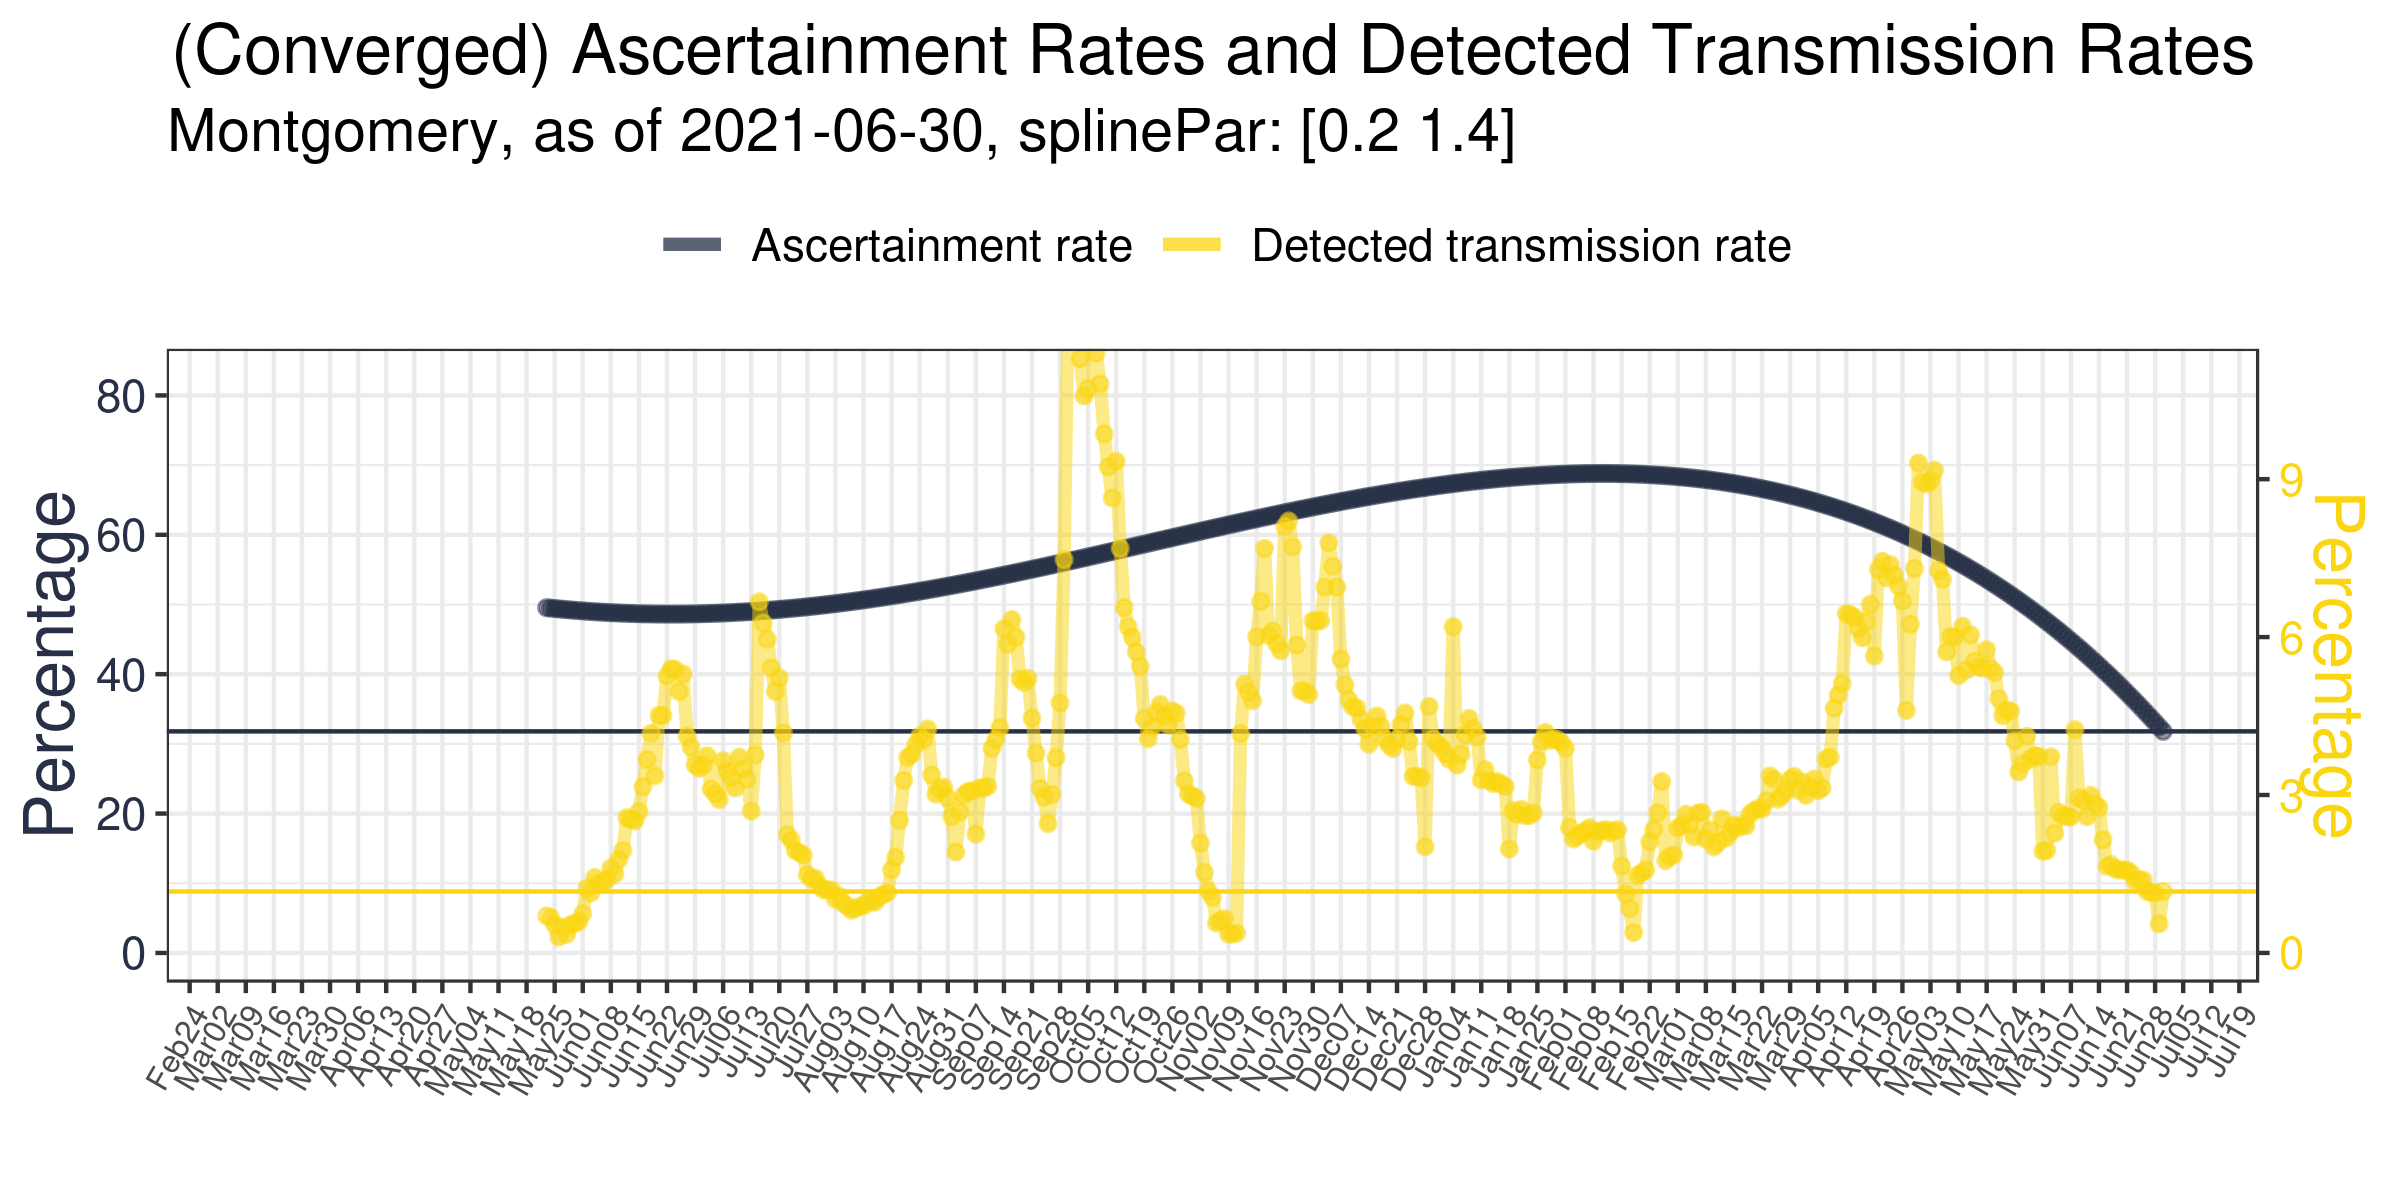 (Converged) Ascertainment Rates and Detected Transmission Rates
Montgomery, as of 2021-06-30, splinePar: [0.2 1.4]
Ascertainment rate Detected transmission rate
Percentage
80
60
40
20
0
9
6
3
0
Percentage
Feb24 Mar02 Mar09 Mar16 Mar23 Mar30 Apr06 Apr13 Apr20 Apr27 May04 May11 May18 May25 Jun01 Jun08 Jun15 Jun22 Jun29 Jul06 Jul13 Jul20 Jul27 Aug03 Aug10 Aug17 Aug24 Aug31 Sep07 Sep14 Sep21 Sep28 Oct05 Oct12 Oct19 Oct26 Nov02 Nov09 Nov16 Nov23 Nov30 Dec07 Dec14 Dec21 Dec28 Jan04 Jan11 Jan18 Jan25 Feb01 Feb08 Feb15 Feb22 Mar01 Mar08 Mar15 Mar22 Mar29 Apr05 Apr12 Apr19 Apr26 May03 May10 May17 May24 May31 Jun07 Jun14 Jun21 Jun28 Jul05 Jul12 Jul19